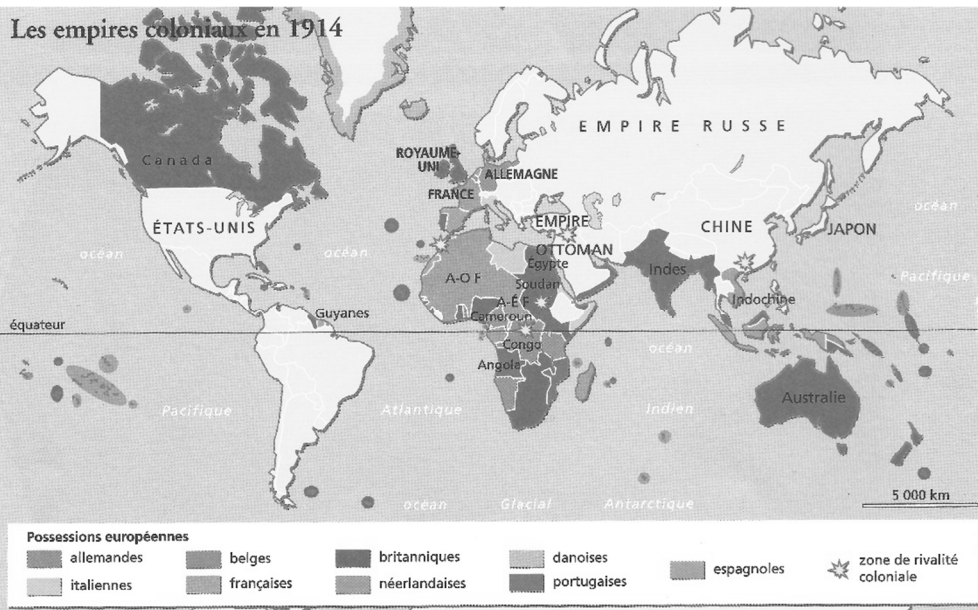 Les empires coloniaux en 1914
EMPIRE RUSSE
Canada
ROYAUME-
UNI
ALLEMAGNE
FRANCE
océan
ÉTATS-UNIS
EMPIRE
CHINE
JAPON
océan
océan
OTTOMAN
Égypte
Indes
Pacifique
A-O F
Soudan
A-É F
Indochine
Guyanes
Cameroun
équateur
Congo
océan
Angola
Australie
Pacifique
Atlantique
Indien
océan
Glacial
Antarctique
5 000 km
Possessions européennes
allemandes
belges
britanniques
danoises
espagnoles
zone de rivalité
coloniale
italiennes
françaises
néerlandaises
portugaises